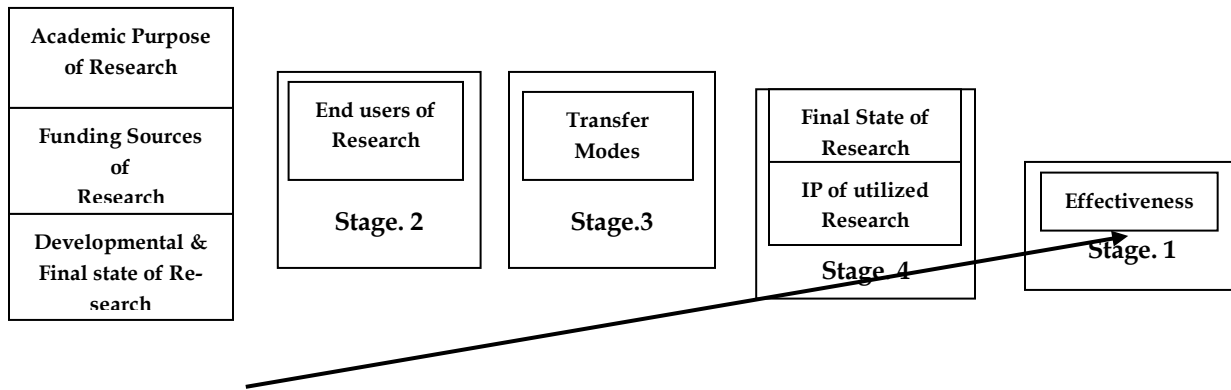 Academic Purpose
of Research
Funding Sources
of
Research
Developmental &
Final state of Re-
search
End users of
Research
Stage. 2
Transfer
Modes
Stage.3
Final State of
Research
IP of utilized
Research
Stage. 4
Effectiveness
Stage. 1